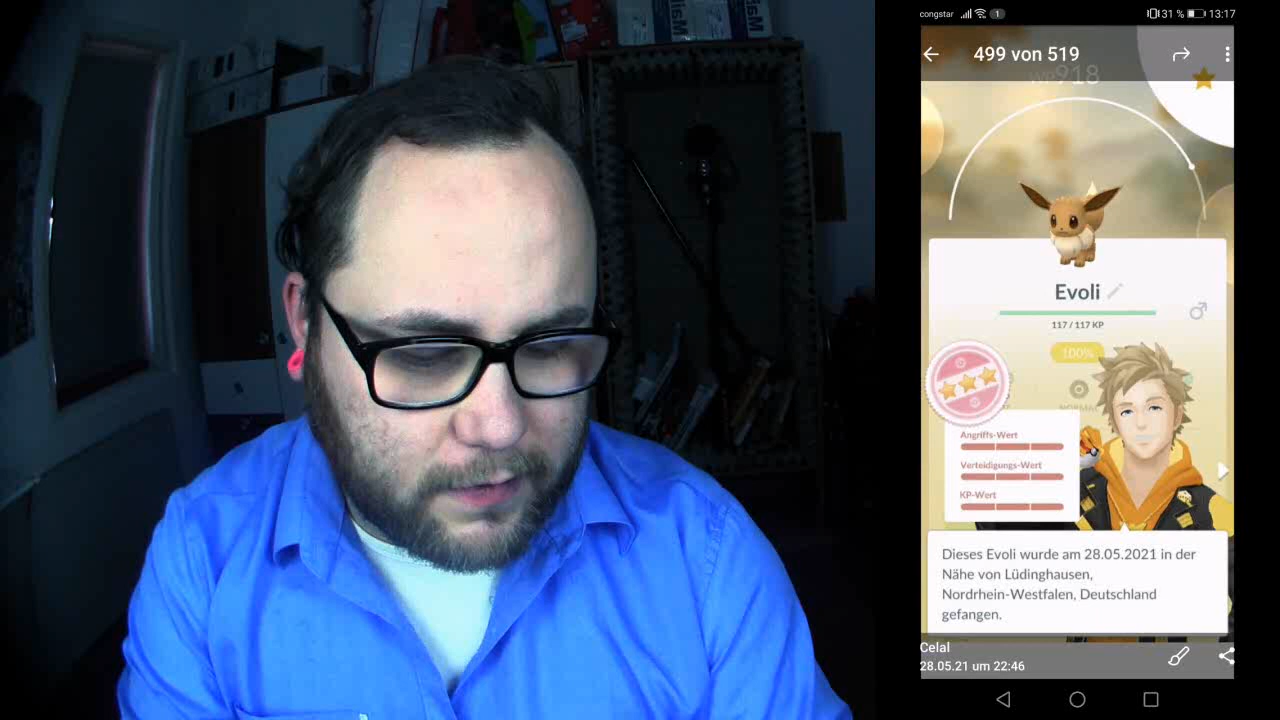 congstar
1
31 %
13:17
499 von 519
WP918
Evoli
117 / 117 KP
100%
NORMAL
Angriffs-Wert
Verteidigungs-Wert
KP-Wert
Dieses Evoli wurde am 28.05.2021 in der
Nähe von Lüdinghausen,
Nordrhein-Westfalen, Deutschland
gefangen.
Celal
28.05.21 um 22:46